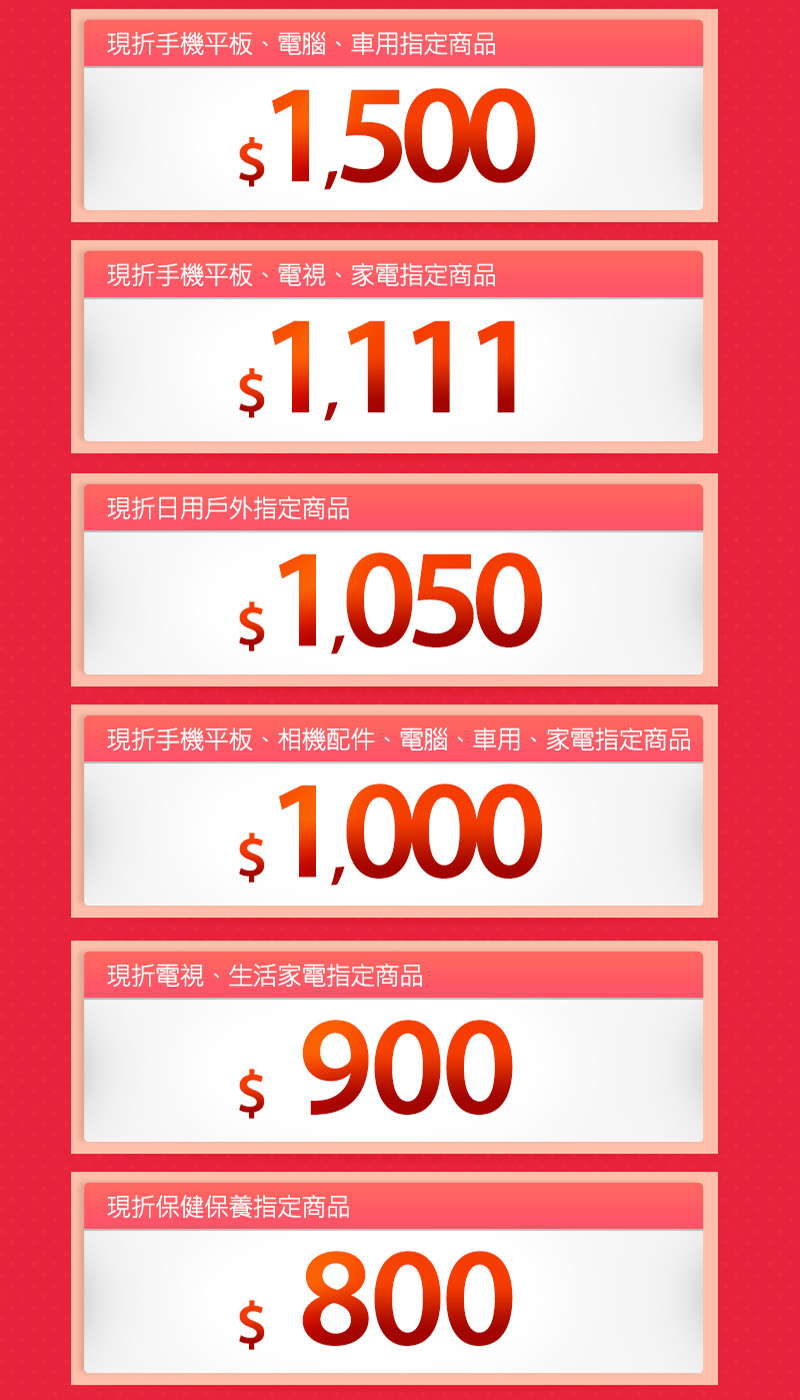 現折手機平板、電腦、車用指定商品
$1,500
現折手機平板、電視、家電指定商品
$1,111
現折日用戶外指定商品
$1,050
現折手機平板、相機配件、電腦、車用、家電指定商品
$1,000
現折電視、生活家電指定商品
$ 900
現折保健保養指定商品
$ 800